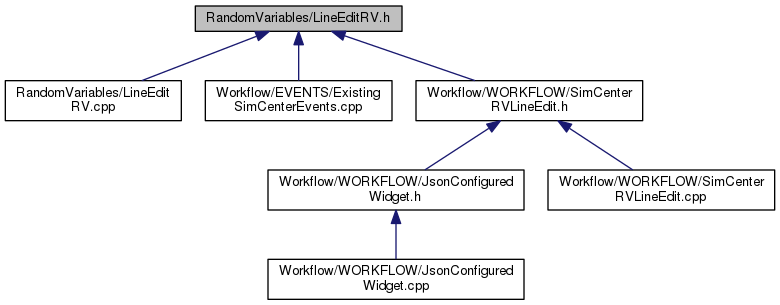 RandomVariables/LineEditRV.h
RandomVariables/LineEdit
RV.cpp
Workflow/EVENTS/Existing
SimCenterEvents.cpp
Workflow/WORKFLOW/SimCenter
RVLineEdit.h
Workflow/WORKFLOW/JsonConfigured
Widget.h
Workflow/WORKFLOW/SimCenter
RVLineEdit.cpp
Workflow/WORKFLOW/JsonConfigured
Widget.cpp